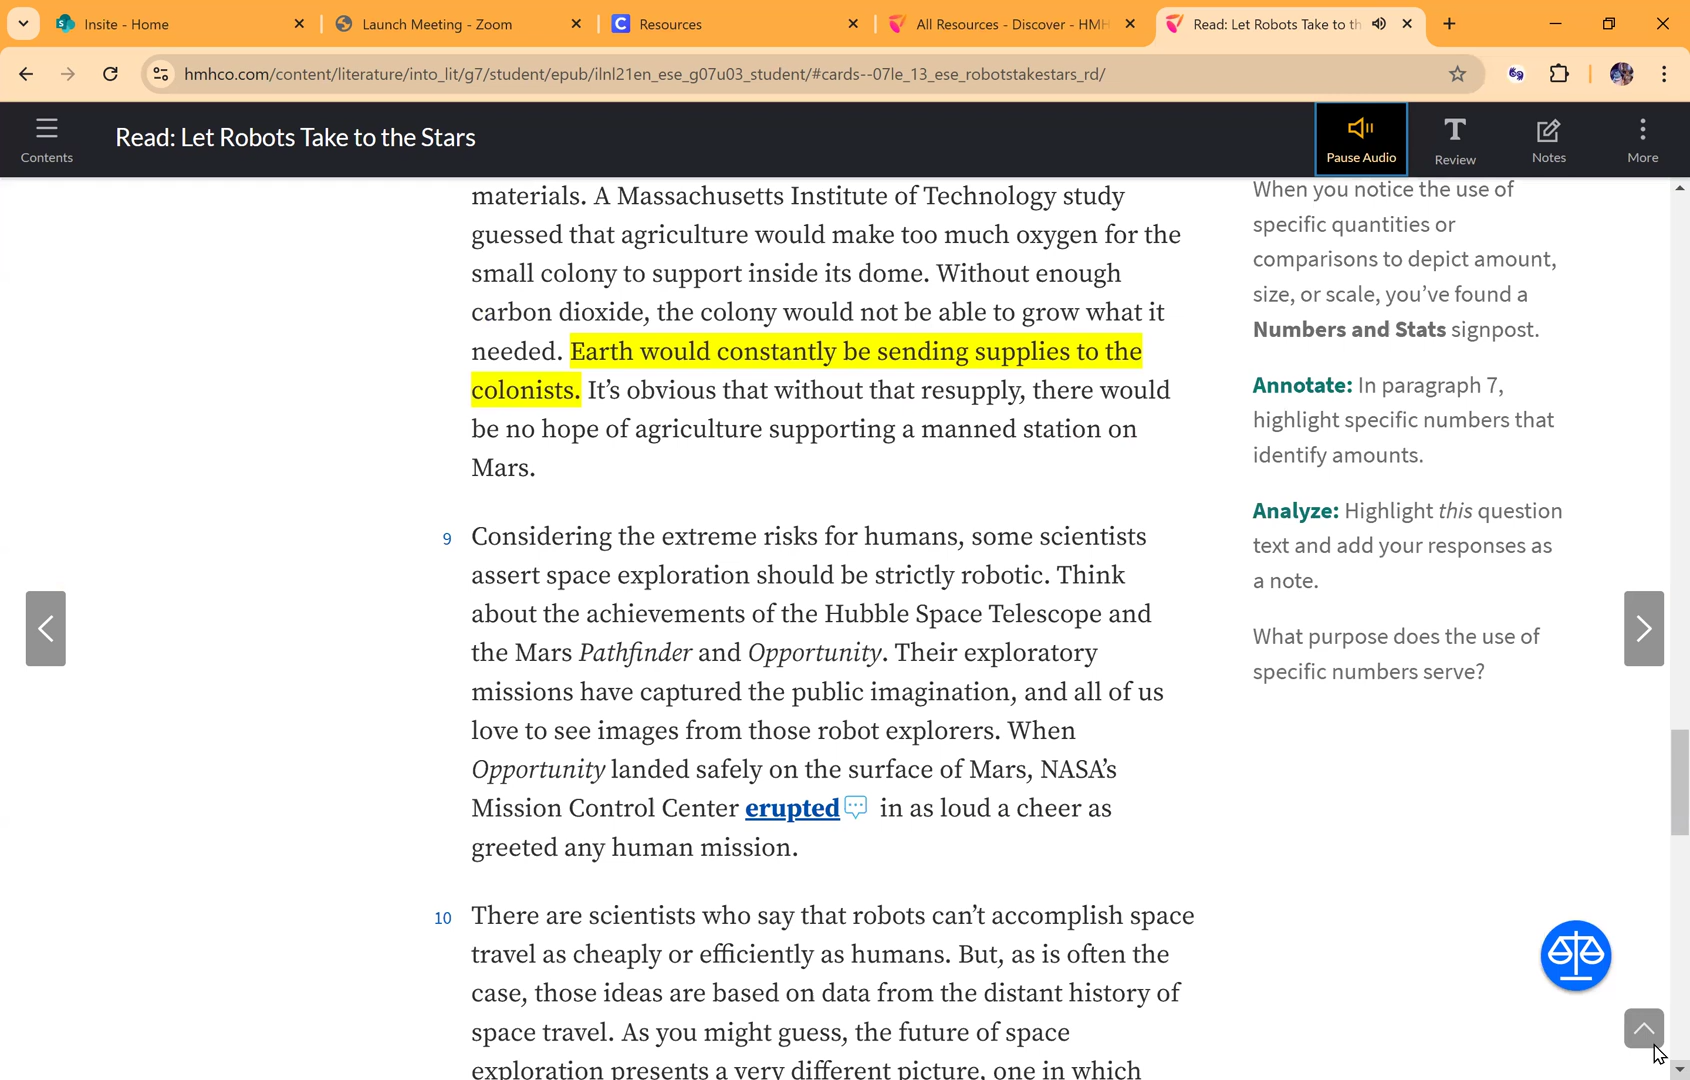 Insite - Home
Launch Meeting - Zoom
Resources
All Resources - Discover - HMH
Read: Let Robots Take to th
hmhco.com/content/literature/into_lit/g7/student/epub/ilnl21en_ese_g07u03_student/#cards--07le_13_ese_robotstakestars_rd/
Contents
Read: Let Robots Take to the Stars
Pause Audio
Review
Notes
More
materials. A Massachusetts Institute of Technology study
guessed that agriculture would make too much oxygen for the
small colony to support inside its dome. Without enough
carbon dioxide, the colony would not be able to grow what it
needed. Earth would constantly be sending supplies to the
colonists. It’s obvious that without that resupply, there would
be no hope of agriculture supporting a manned station on
Mars.
9 Considering the extreme risks for humans, some scientists
assert space exploration should be strictly robotic. Think
about the achievements of the Hubble Space Telescope and
the Mars Pathfinder and Opportunity. Their exploratory
missions have captured the public imagination, and all of us
love to see images from those robot explorers. When
Opportunity landed safely on the surface of Mars, NASA’s
Mission Control Center erupted in as loud a cheer as
greeted any human mission.
10 There are scientists who say that robots can’t accomplish space
travel as cheaply or efficiently as humans. But, as is often the
case, those ideas are based on data from the distant history of
space travel. As you might guess, the future of space
exploration presents a very different picture, one in which
When you notice the use of
specific quantities or
comparisons to depict amount,
size, or scale, you’ve found a
Numbers and Stats signpost.
Annotate: In paragraph 7,
highlight specific numbers that
identify amounts.
Analyze: Highlight this question
text and add your responses as
a note.
What purpose does the use of
specific numbers serve?